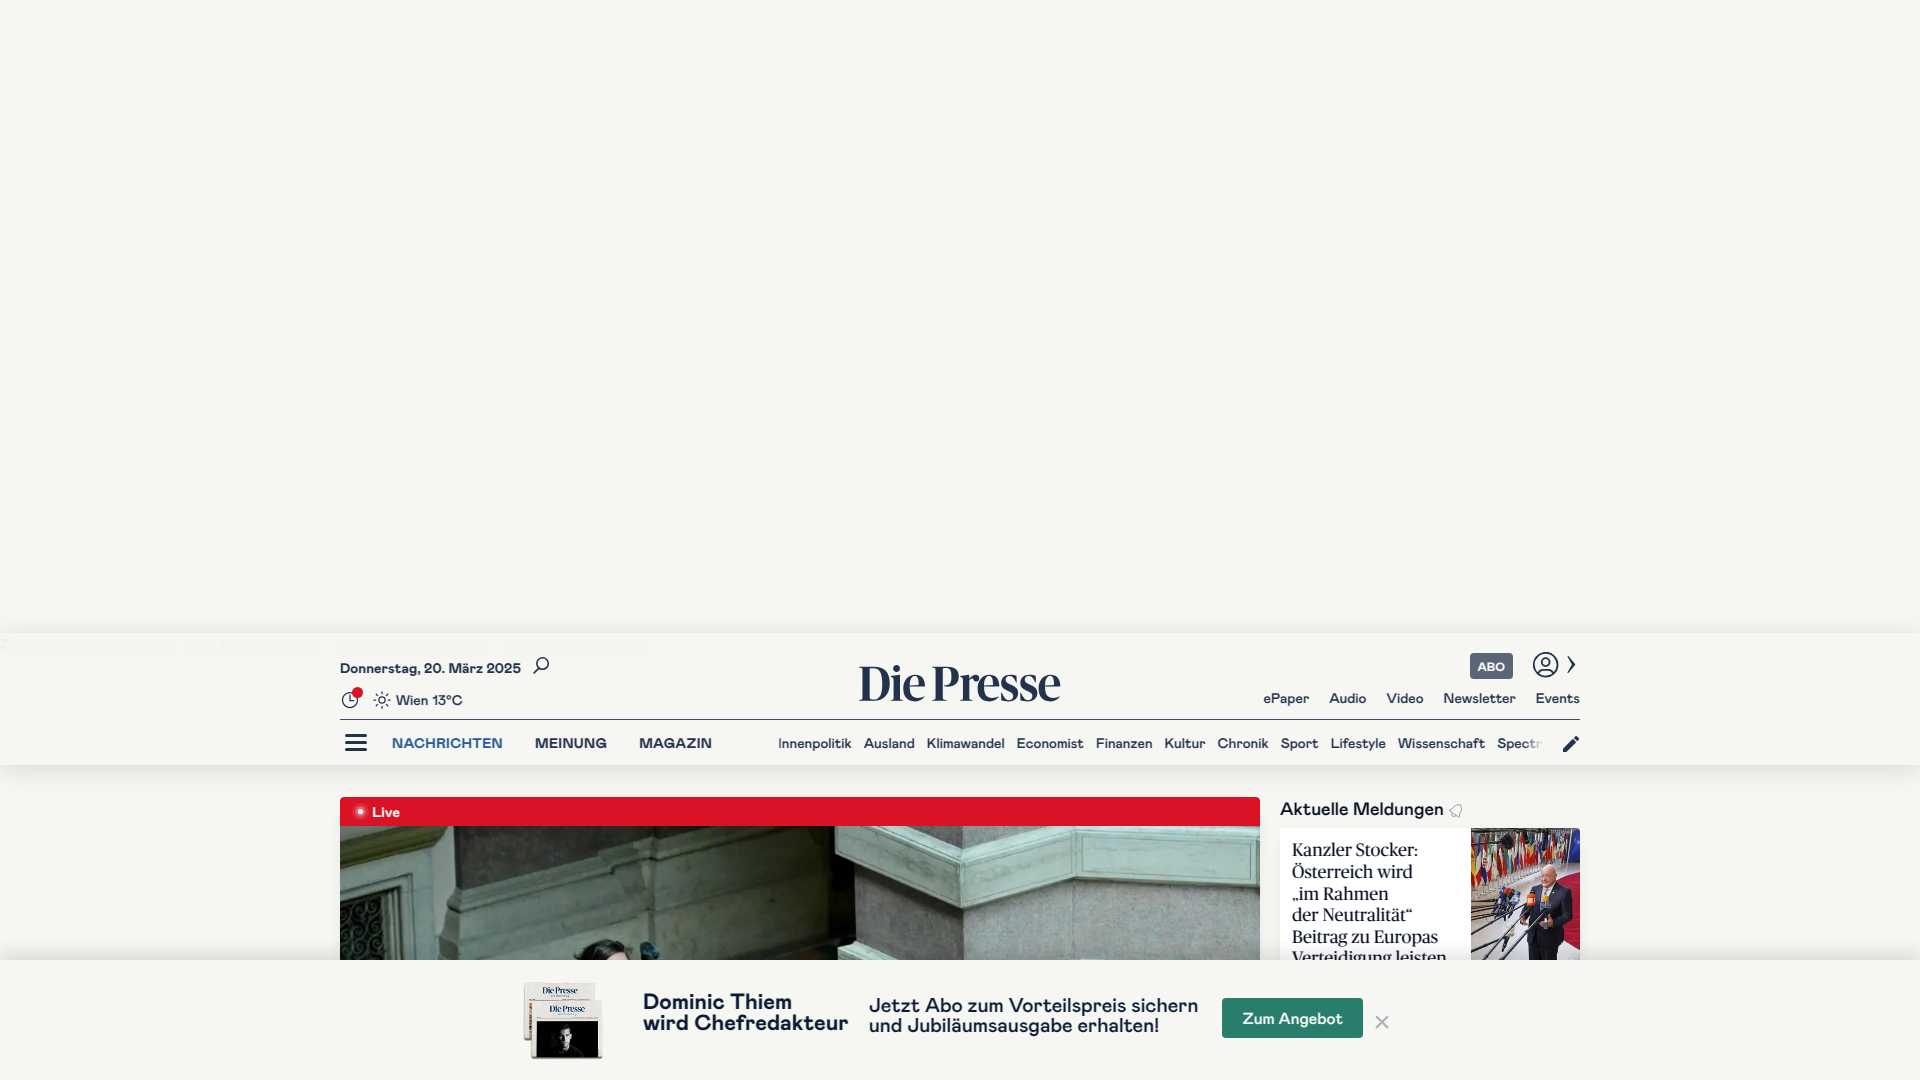 Donnerstag, 20. März 2025
Die Presse
ABO
Wien 13°C
ePaper Audio Video Newsletter Events
NACHRICHTEN MEINUNG MAGAZIN
Innenpolitik Ausland Klimawandel Economist Finanzen Kultur Chronik Sport Lifestyle Wissenschaft Spectr
Live
Aktuelle Meldungen
Kanzler Stocker:
Österreich wird
„im Rahmen
der Neutralität“
Beitrag zu Europas
Verteidigung leisten
Die Presse
Die Presse
Dominic Thiem
wird Chefredakteur
Jetzt Abo zum Vorteilspreis sichern
und Jubiläumsausgabe erhalten!
Zum Angebot